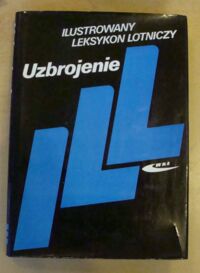 ILUSTROWANY
LEKSYKON LOTNICZY
Uzbrojenie
ILL
WKŁ